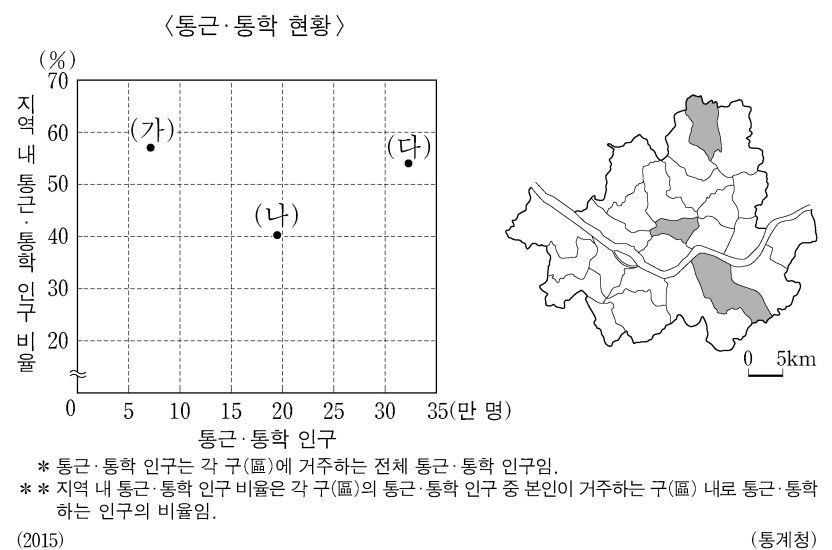 〈통근·통학 현황〉
(%)
70
60
50
40
30
20
0
지역 내 통근·통학 인구 비율
(가)
(나)
(다)
5 10 15 20 25 30 35(만 명)
통근·통학 인구
0 5km
* 통근·통학 인구는 각 구(區)에 거주하는 전체 통근·통학 인구임.
** 지역 내 통근·통학 인구 비율은 각 구(區)의 통근·통학 인구 중 본인이 거주하는 구(區) 내로 통근·통학
하는 인구의 비율임.
(2015) (통계청)